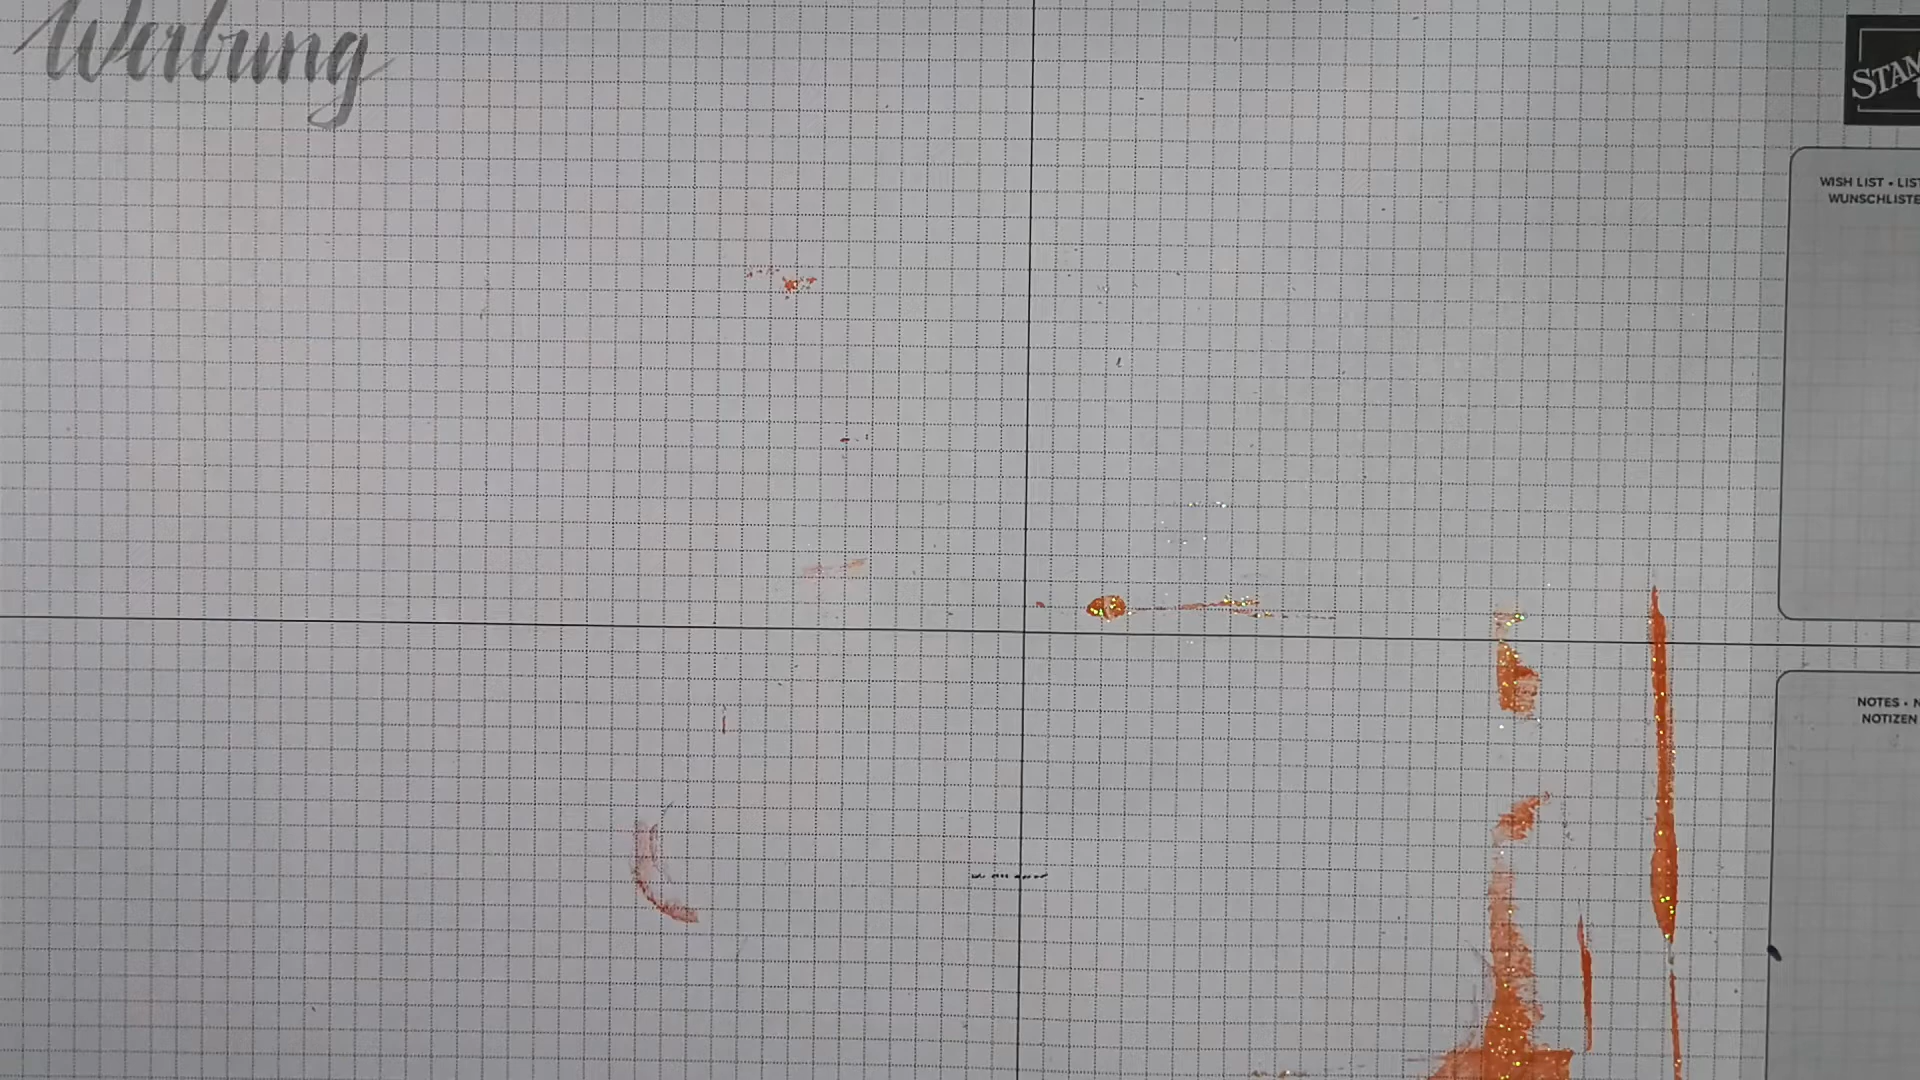 Werbung
STAM
WISH LIST • LIST
WUNSCHLISTE
NOTES • N
NOTIZEN